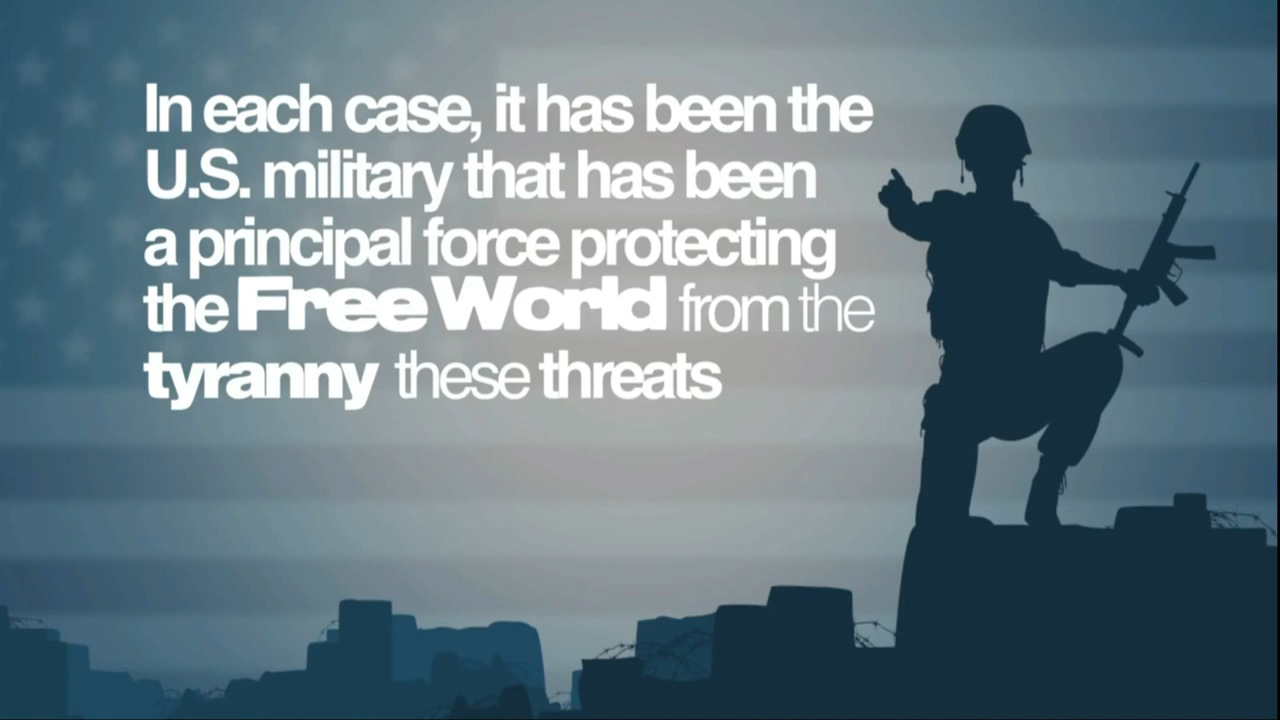 In each case, it has been the
U.S. military that has been
a principal force protecting
the Free World from the
tyranny these threats